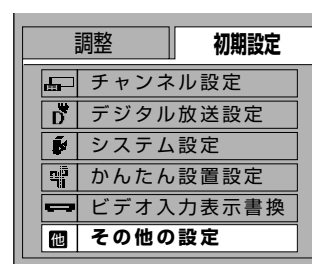 調整 初期設定
チャンネル設定
デジタル放送設定
システム設定
かんたん設置設定
ビデオ入力表示書換
他 その他の設定